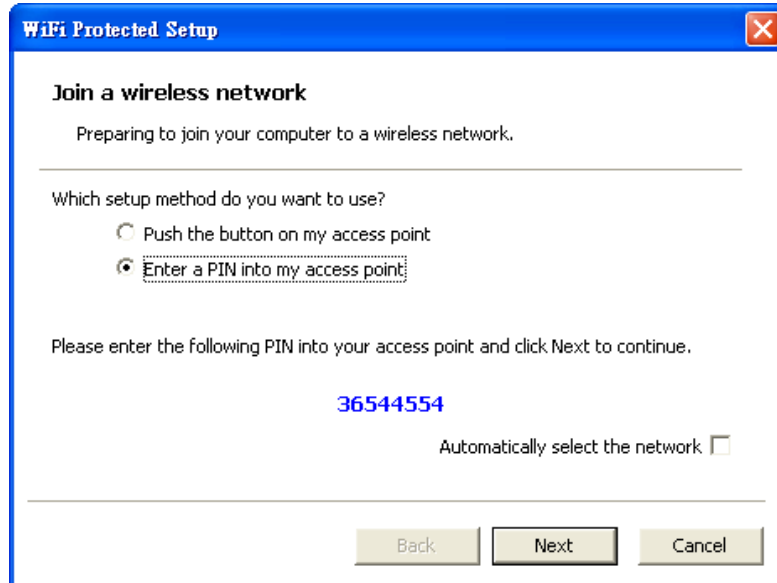 WiFi Protected Setup
Join a wireless network
Preparing to join your computer to a wireless network.
Which setup method do you want to use?
Push the button on my access point
Enter a PIN into my access point
Please enter the following PIN into your access point and click Next to continue.
36544554
Automatically select the network
Back Next Cancel